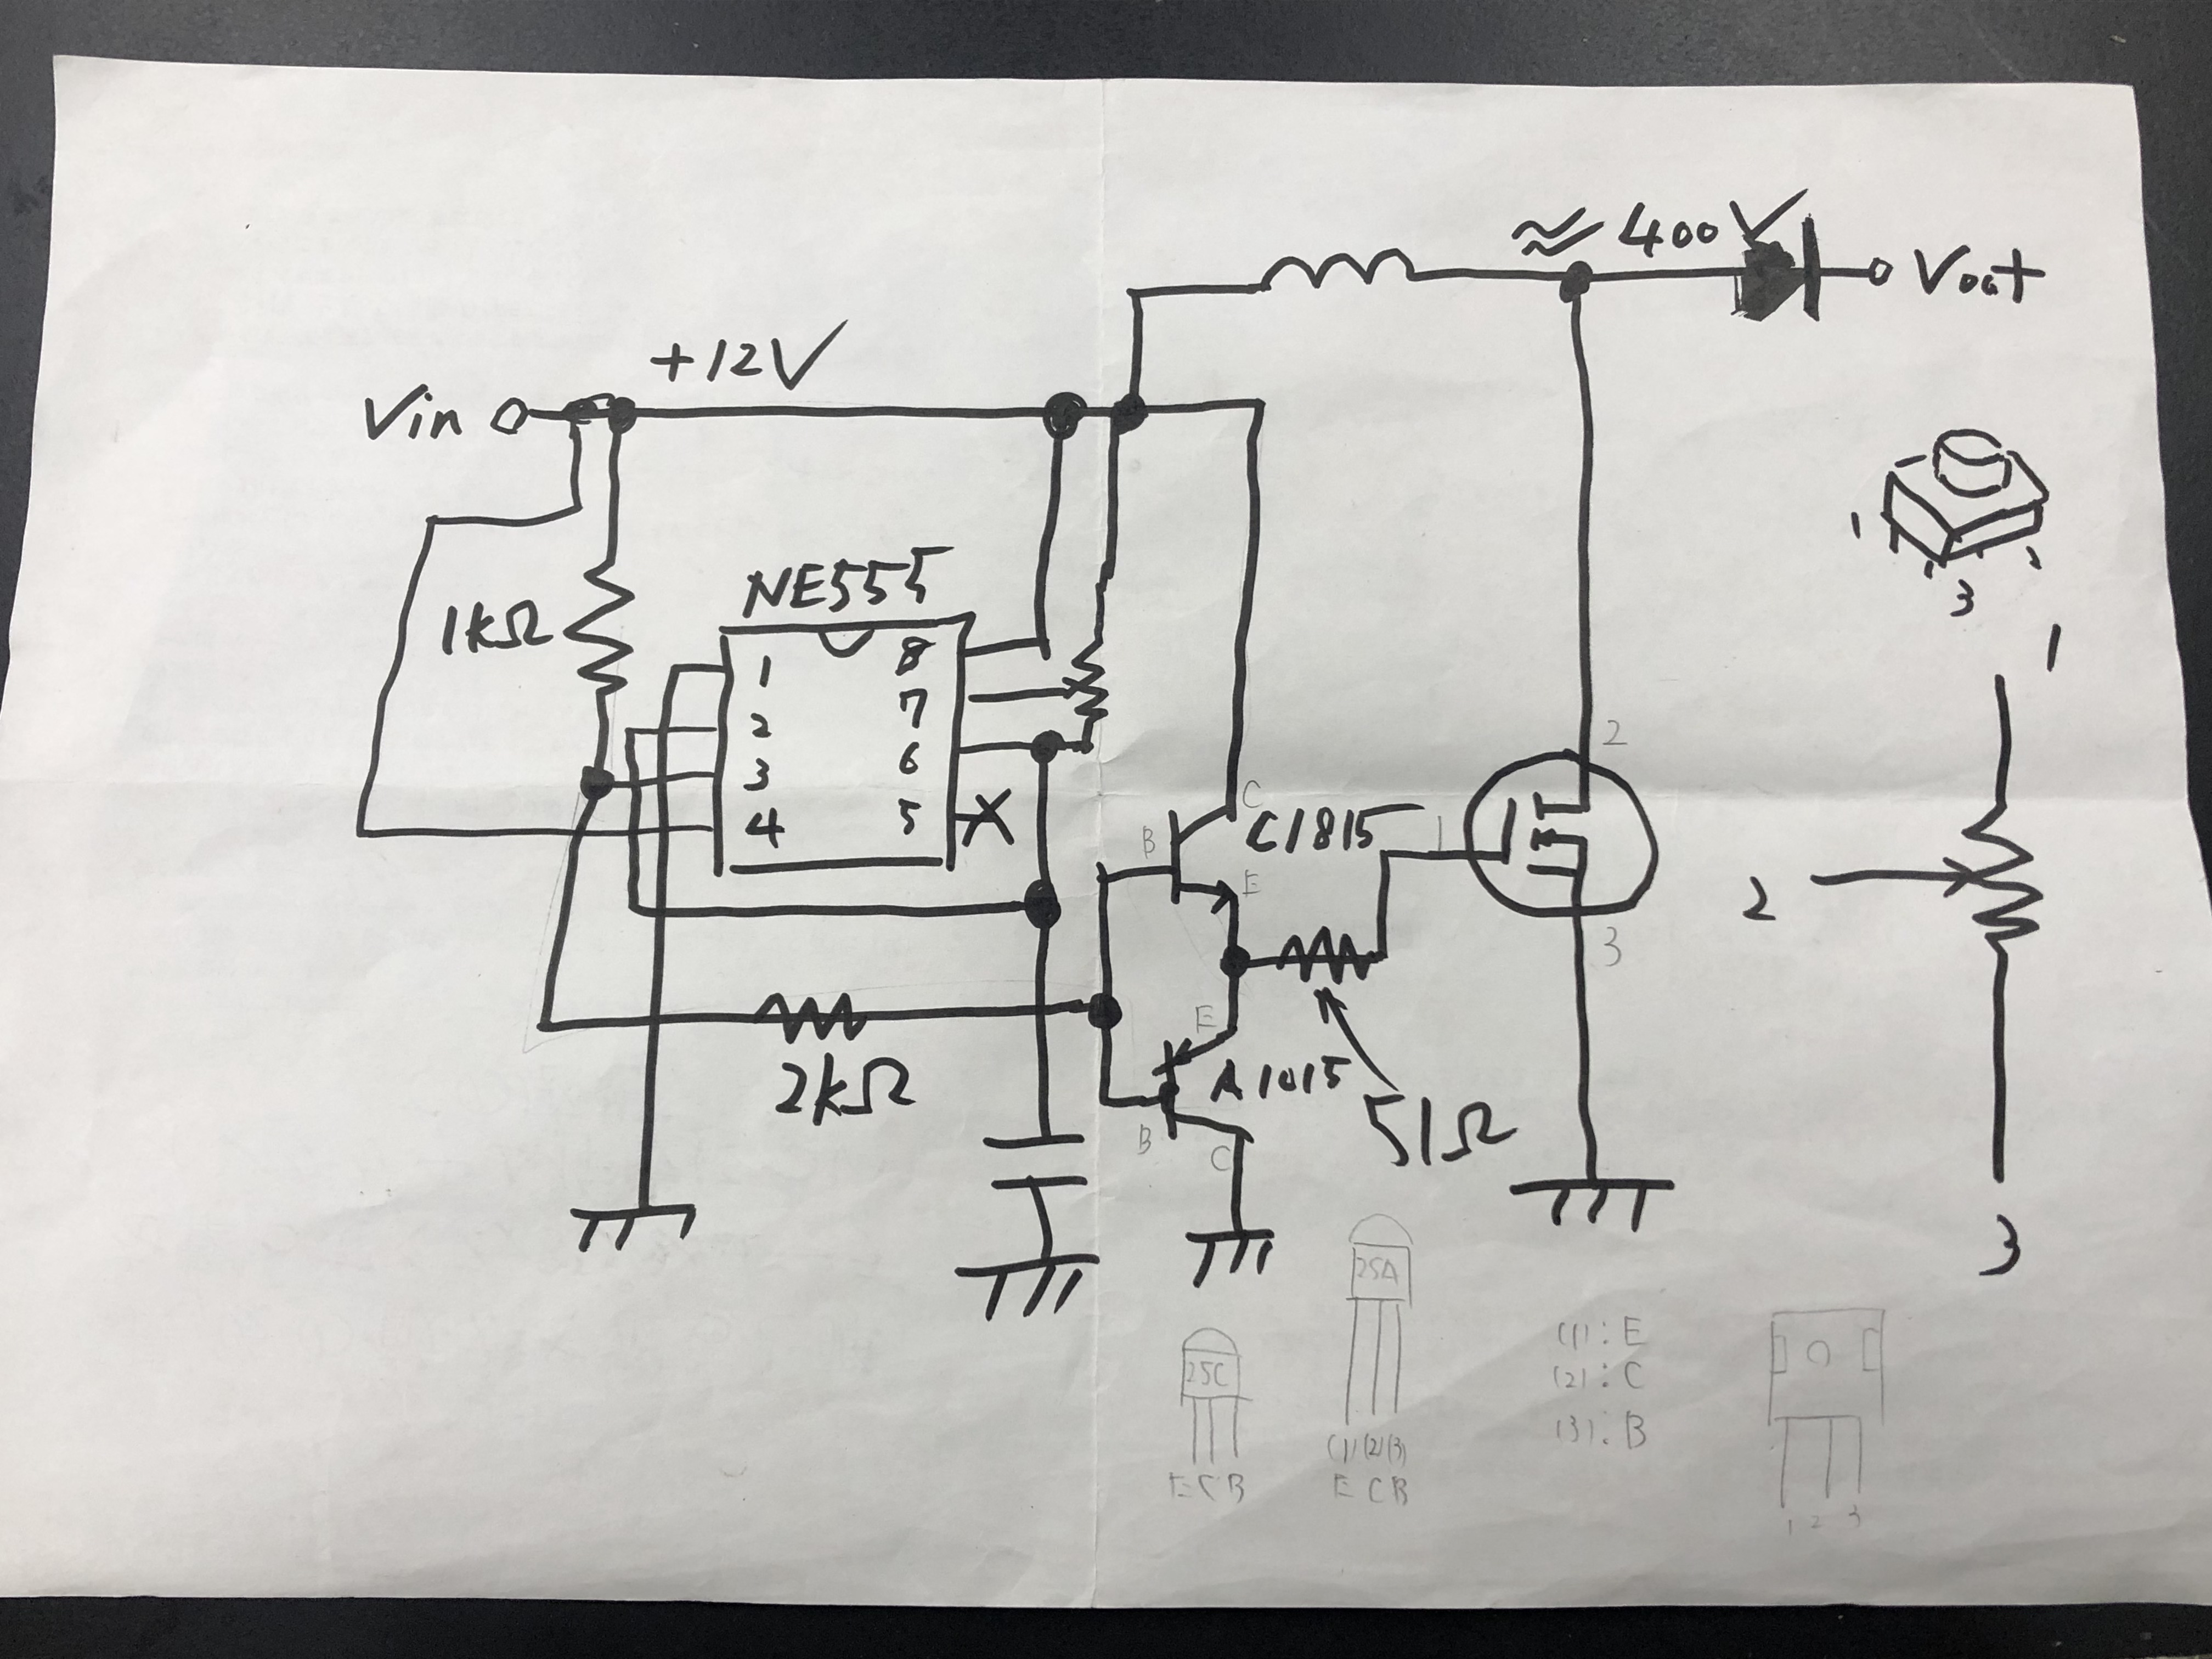 ≈ 400V
Vout
+12V
Vin
1
2
3
NE555
1kΩ
1 8
2 7
3 6
4 5
1
2
3
2
3
1
C
B
E
C1815
E
A1015
B
C
2kΩ
51Ω
2SA
(1) (2) (3)
E C B
2SC
E C B
(1): E
(2): C
(3): B
1 2 3